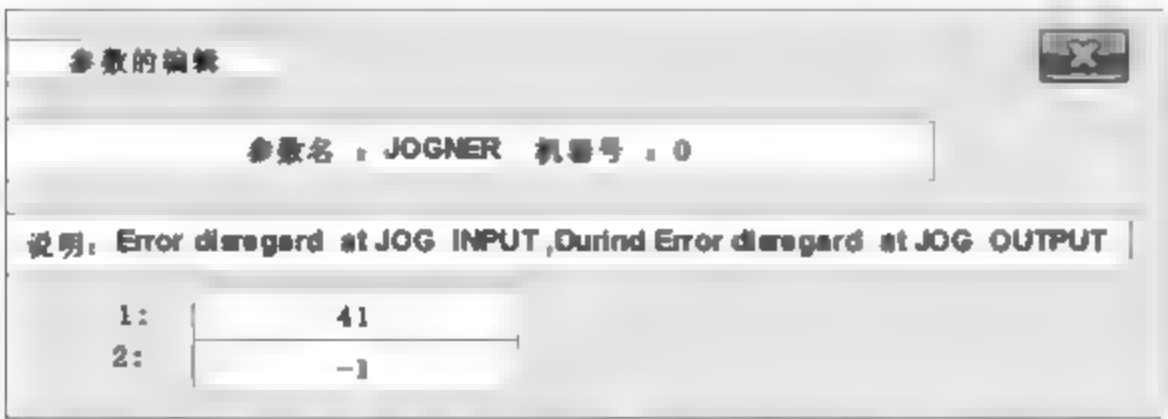 参数的编辑
参数名：JOGNER 机器号：0
说明：Error disregard at JOG INPUT,Durind Error disregard at JOG OUTPUT
1: 41
2: -1